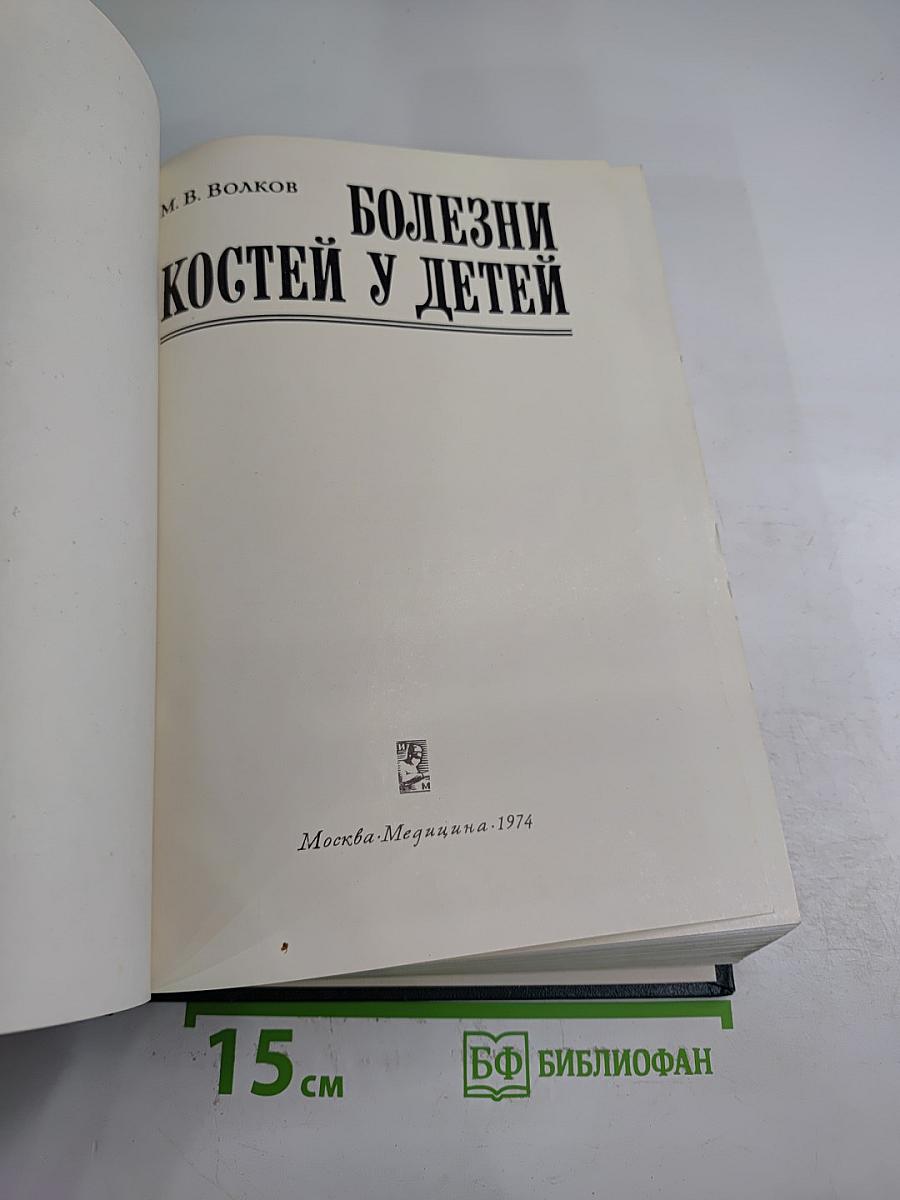 М. В. Волков
БОЛЕЗНИ
КОСТЕЙ У ДЕТЕЙ
И
М
Москва·Медицина·1974
15 см
БФ БИБЛИОФАН